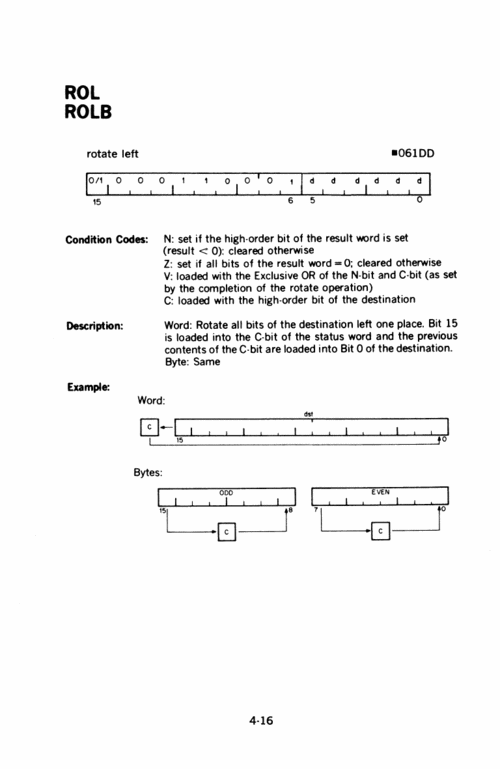 ROL
ROLB
rotate left ■061DD
0/1 0 0 0 1 1 0 0 0 1 d d d d d d
15 6 5 0
Condition Codes: N: set if the high-order bit of the result word is set
(result < 0): cleared otherwise
Z: set if all bits of the result word = 0; cleared otherwise
V: loaded with the Exclusive OR of the N-bit and C-bit (as set
by the completion of the rotate operation)
C: loaded with the high-order bit of the destination
Description: Word: Rotate all bits of the destination left one place. Bit 15
is loaded into the C-bit of the status word and the previous
contents of the C-bit are loaded into Bit 0 of the destination.
Byte: Same
Example:
Word:
dst
C
15 0
Bytes:
ODD EVEN
15 8 7 0
C C
4-16